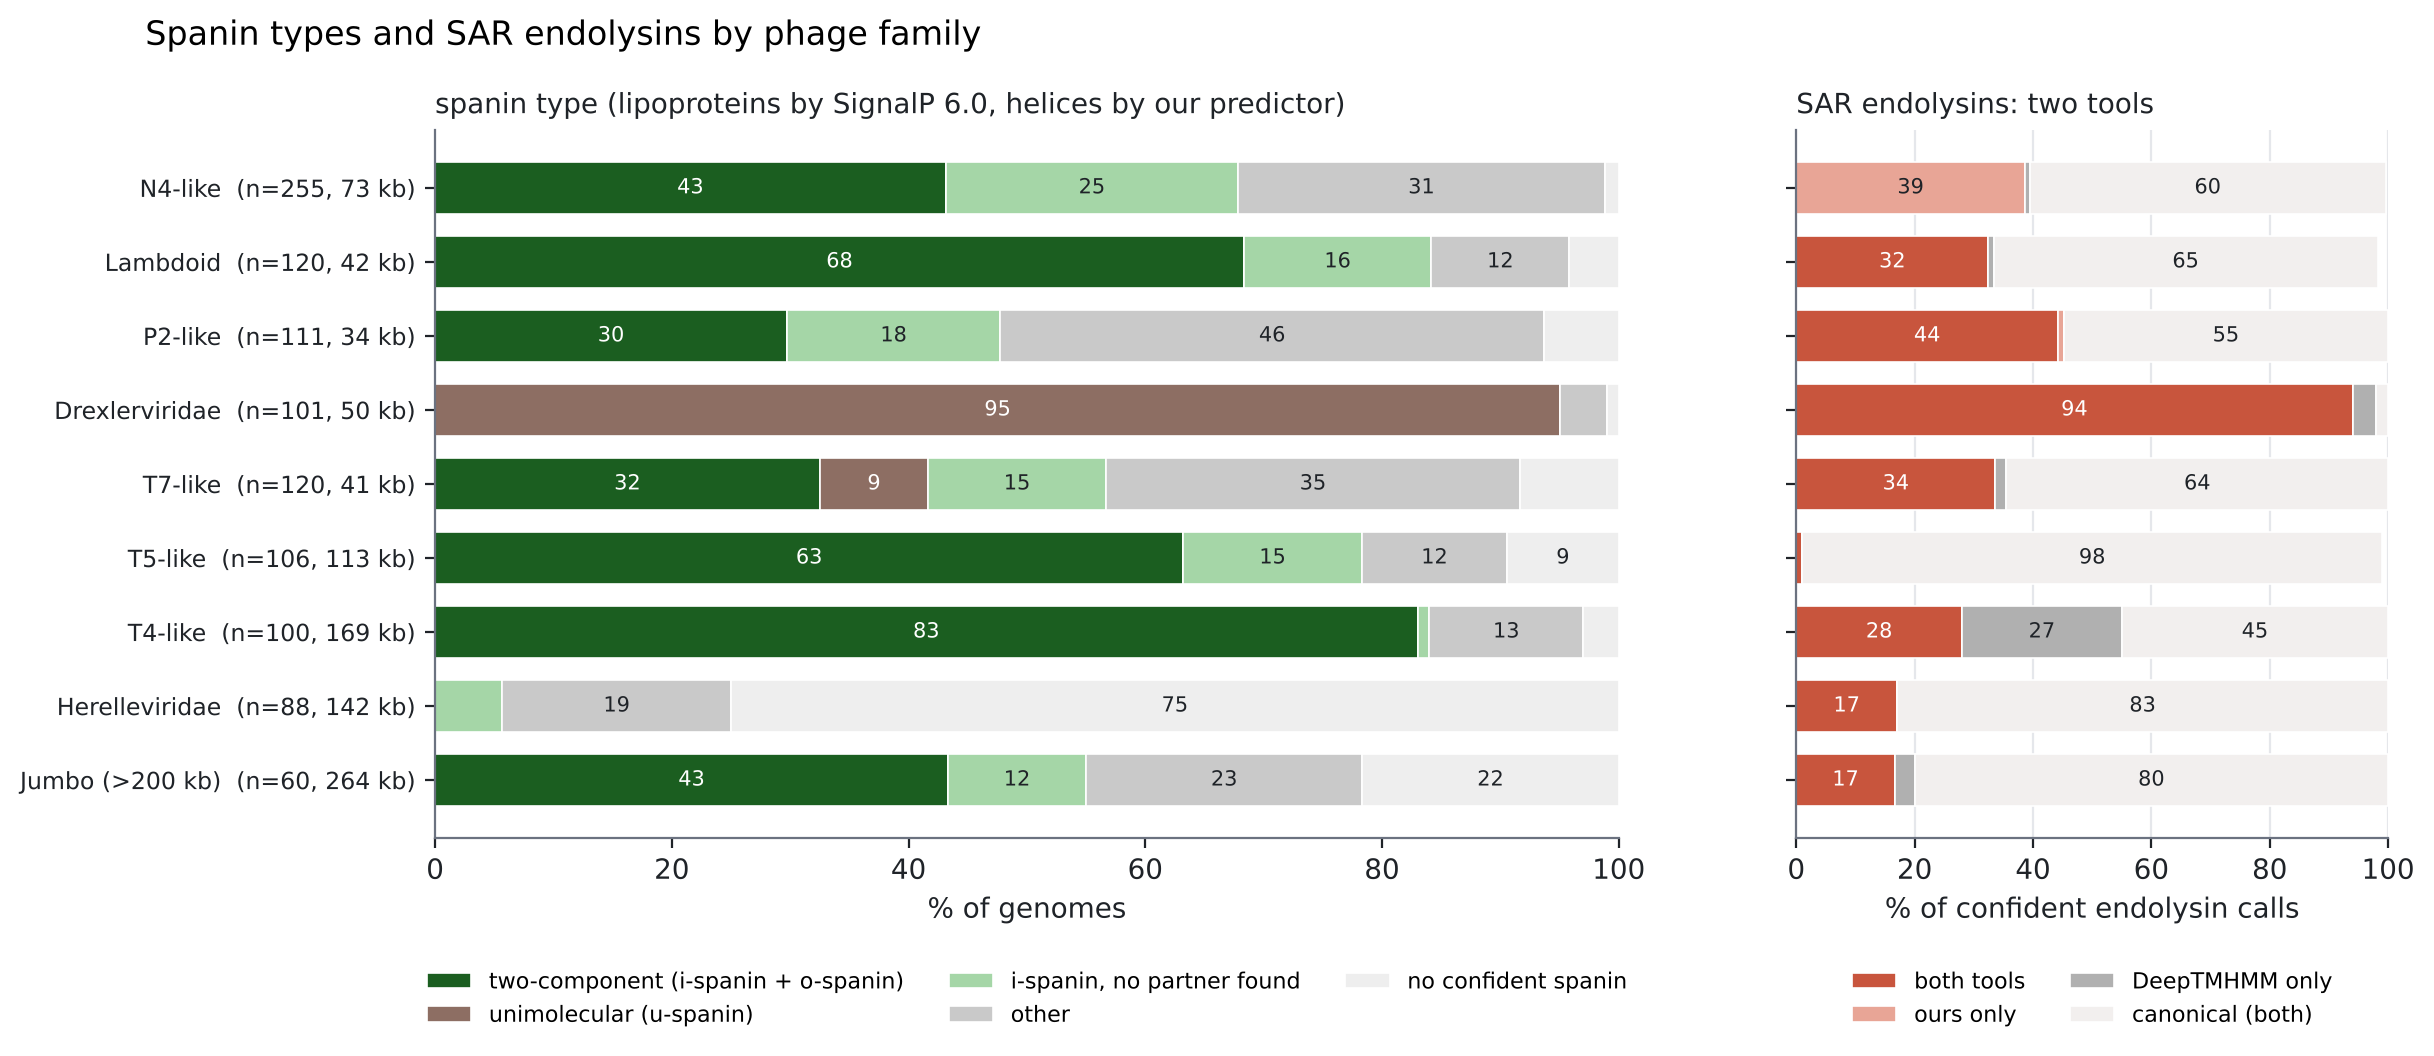 Spanin types and SAR endolysins by phage family
spanin type (lipoproteins by SignalP 6.0, helices by our predictor)
SAR endolysins: two tools
N4-like (n=255, 73 kb) 43 25 31 39 60
Lambdoid (n=120, 42 kb) 68 16 12 32 65
P2-like (n=111, 34 kb) 30 18 46 44 55
Drexlerviridae (n=101, 50 kb) 95 94
T7-like (n=120, 41 kb) 32 9 15 35 34 64
T5-like (n=106, 113 kb) 63 15 12 9 98
T4-like (n=100, 169 kb) 83 13 28 27 45
Herelleviridae (n=88, 142 kb) 19 75 17 83
Jumbo (>200 kb) (n=60, 264 kb) 43 12 23 22 17 80
0 20 40 60 80 100
0 20 40 60 80 100
% of genomes
% of confident endolysin calls
two-component (i-spanin + o-spanin)
unimolecular (u-spanin)
i-spanin, no partner found
other
no confident spanin
both tools
ours only
DeepTMHMM only
canonical (both)